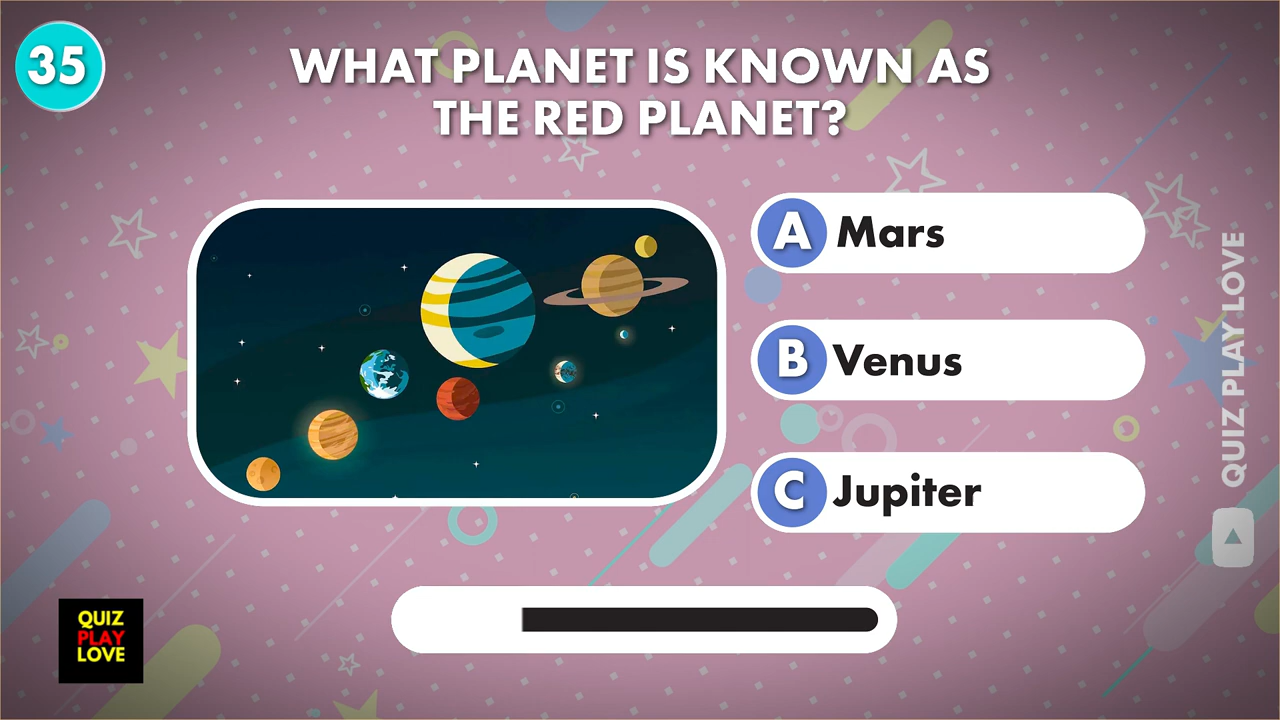 35
WHAT PLANET IS KNOWN AS
THE RED PLANET?
A Mars
B Venus
C Jupiter
QUIZ PLAY LOVE
QUIZ
PLAY
LOVE